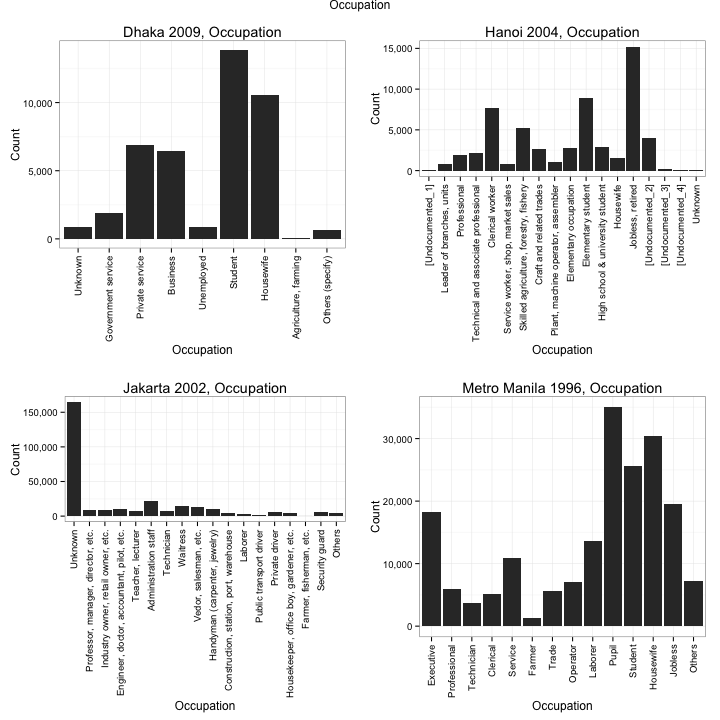 Occupation
Dhaka 2009, Occupation
Count
10,000
5,000
0
Unknown
Government service
Private service
Business
Unemployed
Student
Housewife
Agriculture, farming
Others (specify)
Occupation
Hanoi 2004, Occupation
Count
15,000
10,000
5,000
0
[Undocumented_1]
Leader of branches, units
Professional
Technical and associate professional
Clerical worker
Service worker, shop, market sales
Skilled agriculture, forestry, fishery
Craft and related trades
Plant, machine operator, assembler
Elementary occupation
Elementary student
High school & university student
Housewife
Jobless, retired
[Undocumented_2]
[Undocumented_3]
[Undocumented_4]
Unknown
Occupation
Jakarta 2002, Occupation
Count
150,000
100,000
50,000
0
Unknown
Professor, manager, director, etc.
Industry owner, retail owner, etc.
Engineer, doctor, accountant, pilot, etc.
Teacher, lecturer
Administration staff
Technician
Waitress
Vedor, salesman, etc.
Handyman (carpenter, jewelry)
Construction, station, port, warehouse
Laborer
Public transport driver
Private driver
Housekeeper, office boy, gardener, etc.
Farmer, fisherman, etc.
Security guard
Others
Occupation
Metro Manila 1996, Occupation
Count
30,000
20,000
10,000
0
Executive
Professional
Technician
Clerical
Service
Farmer
Trade
Operator
Laborer
Pupil
Student
Housewife
Jobless
Others
Occupation